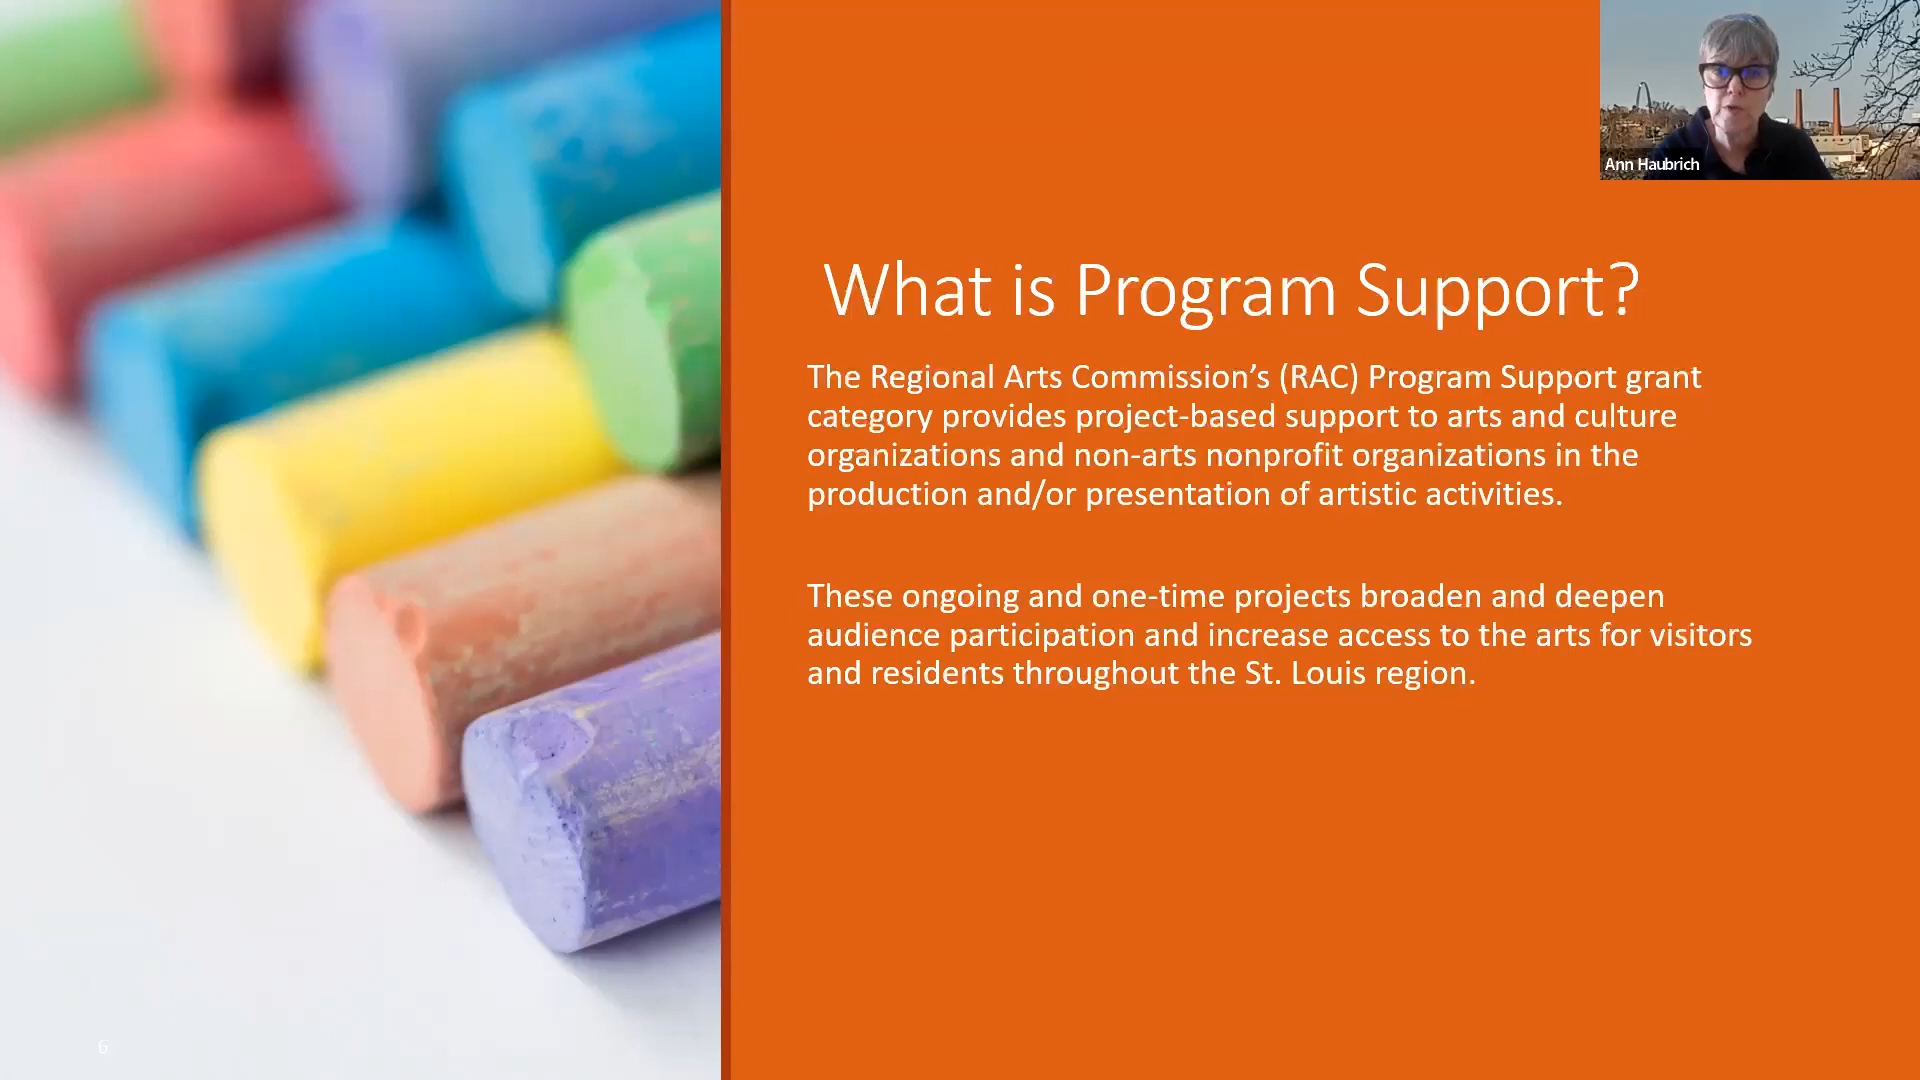 Ann Haubrich
What is Program Support?
The Regional Arts Commission’s (RAC) Program Support grant
category provides project-based support to arts and culture
organizations and non-arts nonprofit organizations in the
production and/or presentation of artistic activities.
These ongoing and one-time projects broaden and deepen
audience participation and increase access to the arts for visitors
and residents throughout the St. Louis region.
6